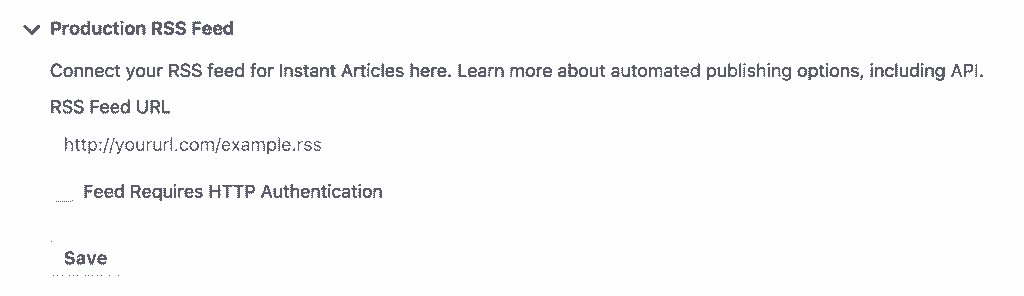 Production RSS Feed
Connect your RSS feed for Instant Articles here. Learn more about automated publishing options, including API.
RSS Feed URL
http://yoururl.com/example.rss
Feed Requires HTTP Authentication
Save